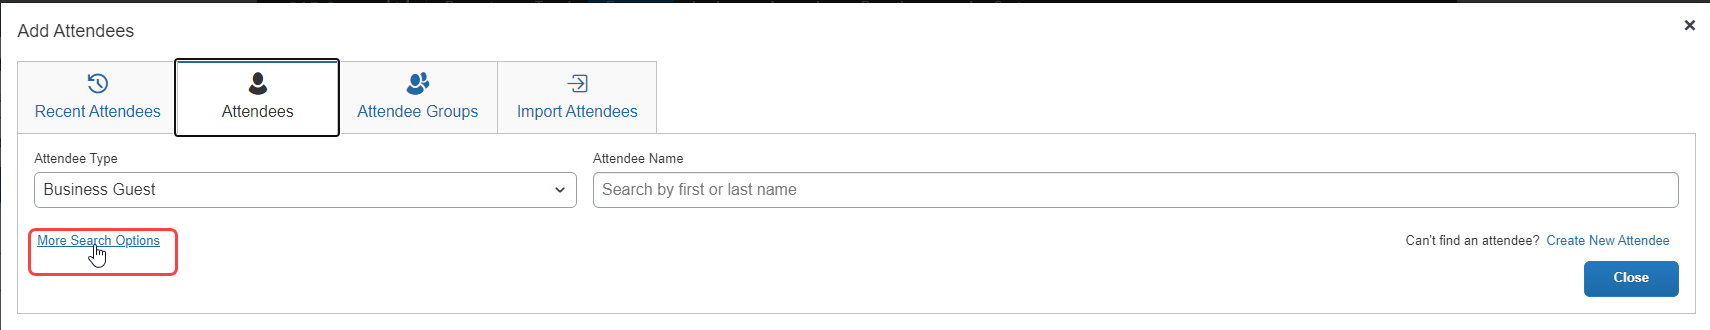 Add Attendees
×
Recent Attendees
Attendees
Attendee Groups
Import Attendees
Attendee Type
Attendee Name
Business Guest
Search by first or last name
More Search Options
Can't find an attendee? Create New Attendee
Close